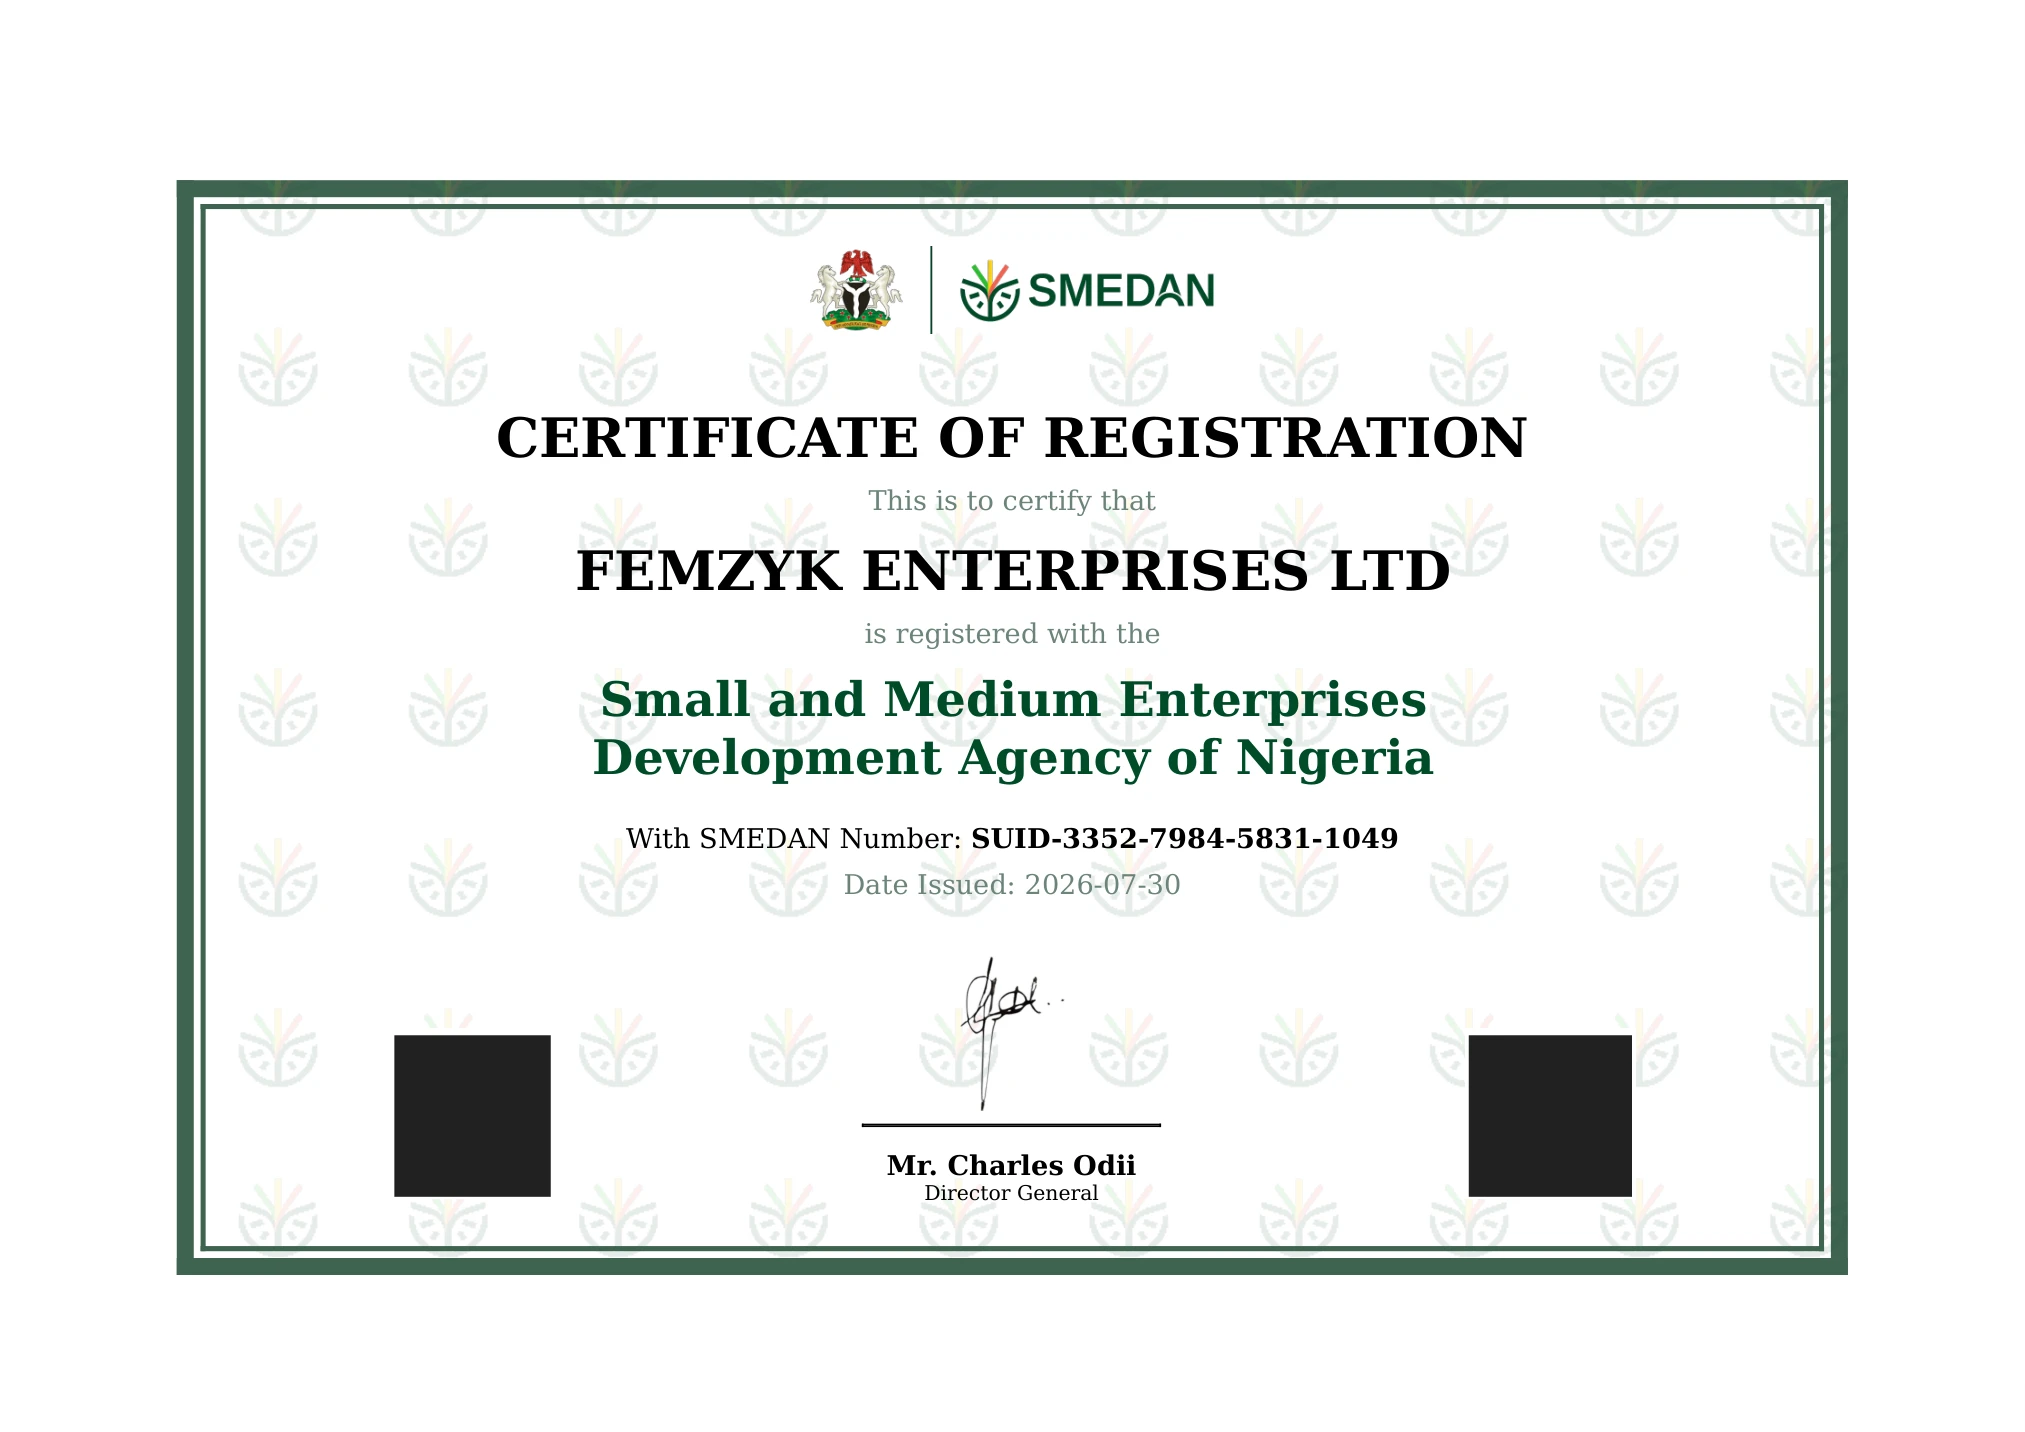 SMEDAN
CERTIFICATE OF REGISTRATION
This is to certify that
FEMZYK ENTERPRISES LTD
is registered with the
Small and Medium Enterprises
Development Agency of Nigeria
With SMEDAN Number: SUID-3352-7984-5831-1049
Date Issued: 2026-07-30
Mr. Charles Odii
Director General